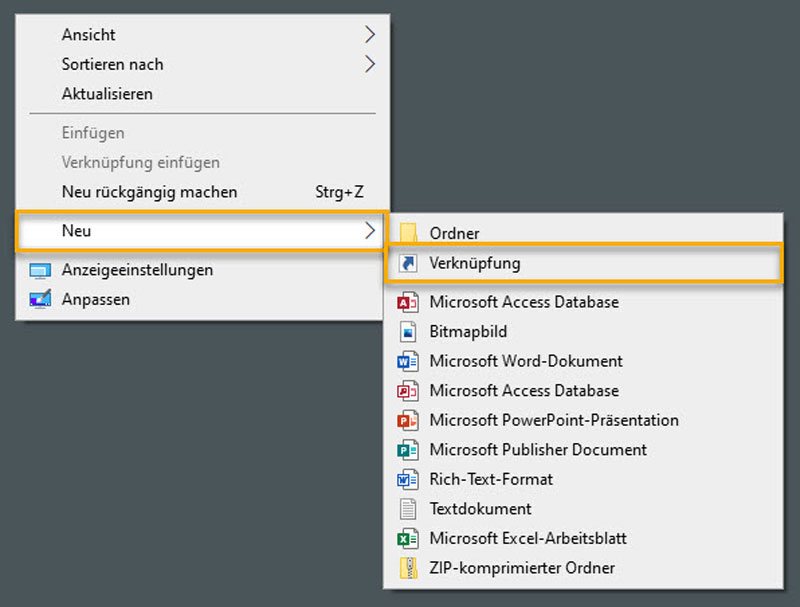 Ansicht
Sortieren nach
Aktualisieren
Einfügen
Verknüpfung einfügen
Neu rückgängig machen Strg+Z
Neu
Anzeigeeinstellungen
Anpassen
Ordner
Verknüpfung
Microsoft Access Database
Bitmapbild
Microsoft Word-Dokument
Microsoft Access Database
Microsoft PowerPoint-Präsentation
Microsoft Publisher Document
Rich-Text-Format
Textdokument
Microsoft Excel-Arbeitsblatt
ZIP-komprimierter Ordner